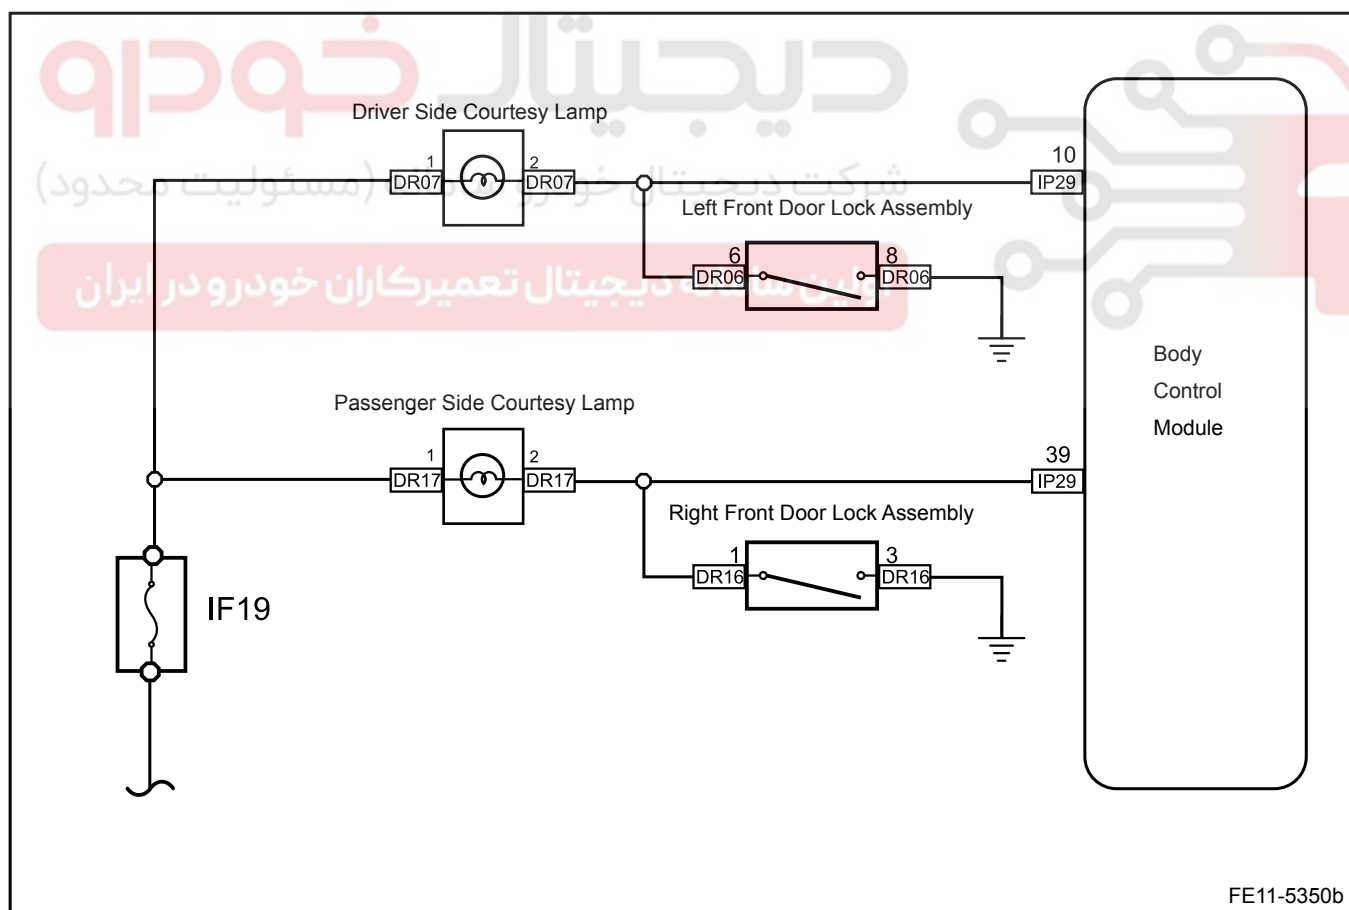 دیجیتال خودرو
Driver Side Courtesy Lamp
1
2
10
DR07
DR07
IP29
شرکت دیجیتال خودرو (مسئولیت محدود)
Left Front Door Lock Assembly
6
8
DR06
DR06
اولین سامانه دیجیتال تعمیرکاران خودرو در ایران
Body
Control
Module
Passenger Side Courtesy Lamp
1
2
39
DR17
DR17
IP29
Right Front Door Lock Assembly
1
3
DR16
DR16
IF19
FE11-5350b